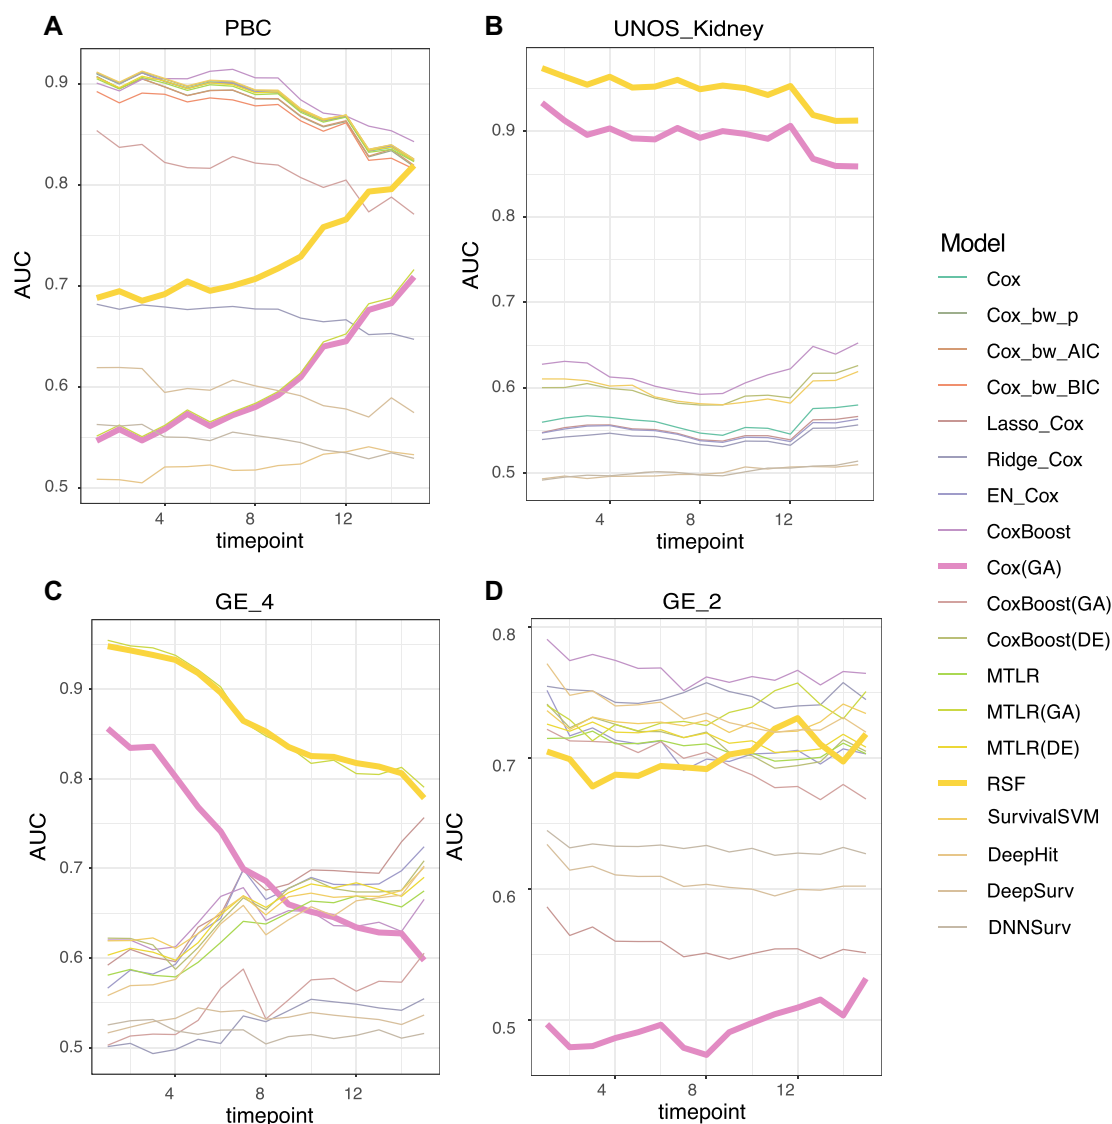 A PBC
0.9
0.8
0.7
0.6
0.5
AUC
4 8 12
timepoint
B UNOS_Kidney
0.9
0.8
0.7
0.6
0.5
AUC
4 8 12
timepoint
C GE_4
0.9
0.8
0.7
0.6
0.5
AUC
4 8 12
timepoint
D GE_2
0.8
0.7
0.6
0.5
AUC
4 8 12
timepoint
Model
Cox
Cox_bw_p
Cox_bw_AIC
Cox_bw_BIC
Lasso_Cox
Ridge_Cox
EN_Cox
CoxBoost
Cox(GA)
CoxBoost(GA)
CoxBoost(DE)
MTLR
MTLR(GA)
MTLR(DE)
RSF
SurvivalSVM
DeepHit
DeepSurv
DNNSurv